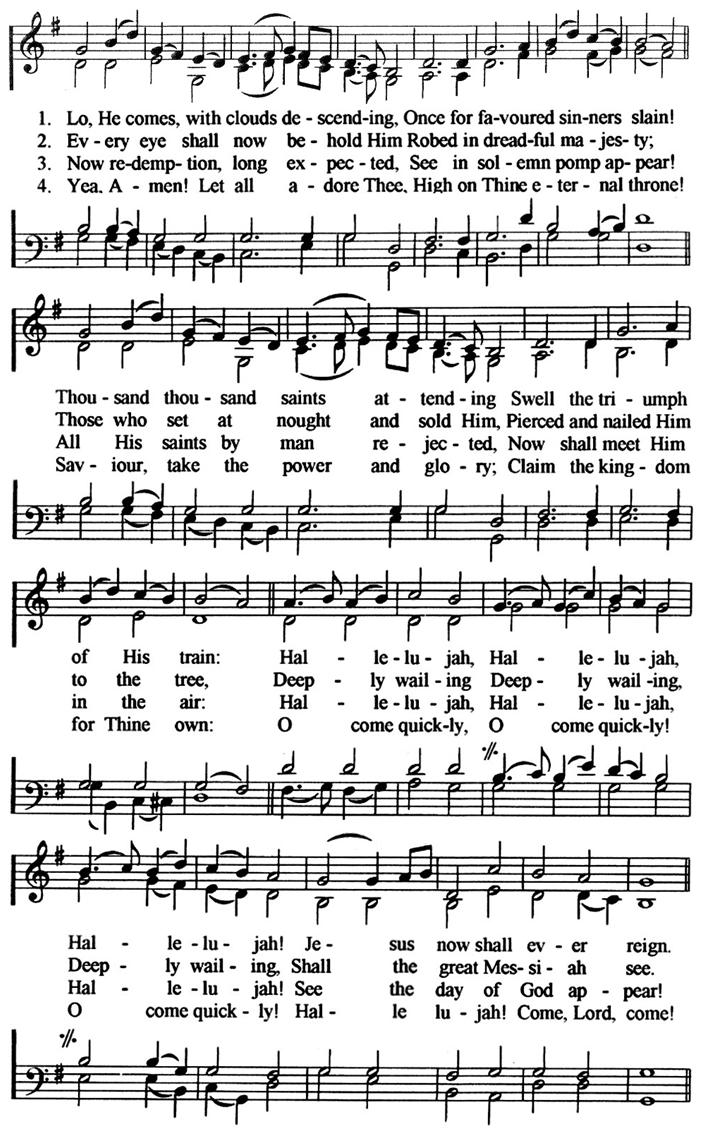 1. Lo, He comes, with clouds de - scend-ing, Once for fa-voured sin-ners slain!
2. Ev - ery eye shall now be - hold Him Robed in dread-ful ma - jes - ty;
3. Now re-demp-tion, long ex - pec - ted, See in sol - emn pomp ap - pear!
4. Yea, A - men! Let all a - dore Thee, High on Thine e - ter - nal throne!
Thou - sand thou - sand saints at - tend - ing Swell the tri - umph
Those who set at nought and sold Him, Pierced and nailed Him
All His saints by man re - jec - ted, Now shall meet Him
Sav - iour, take the power and glo - ry; Claim the king - dom
of His train: Hal - le - lu - jah, Hal - le - lu - jah,
to the tree, Deep - ly wail - ing Deep - ly wail - ing,
in the air: Hal - le - lu - jah, Hal - le - lu - jah,
for Thine own: O come quick - ly, O come quick - ly!
Hal - le - lu - jah! Je - sus now shall ev - er reign.
Deep - ly wail - ing, Shall the great Mes - si - ah see.
Hal - le - lu - jah! See the day of God ap - pear!
O come quick - ly! Hal - le lu - jah! Come, Lord, come!